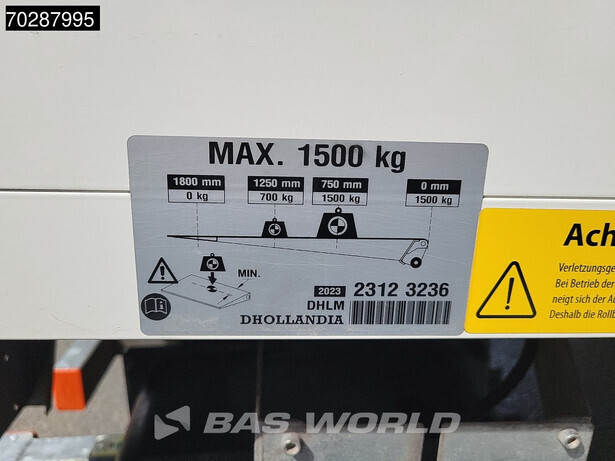 70287995
MAX. 1500 kg
1800 mm 1250 mm 750 mm 0 mm
0 kg 700 kg 1500 kg 1500 kg
MIN.
2023 2312 3236
DHLM
DHOLLANDIA
Ach
Verletzungsge
Bei Betrieb der
neigt sich der Au
Deshalb die Rollb
BAS WORLD